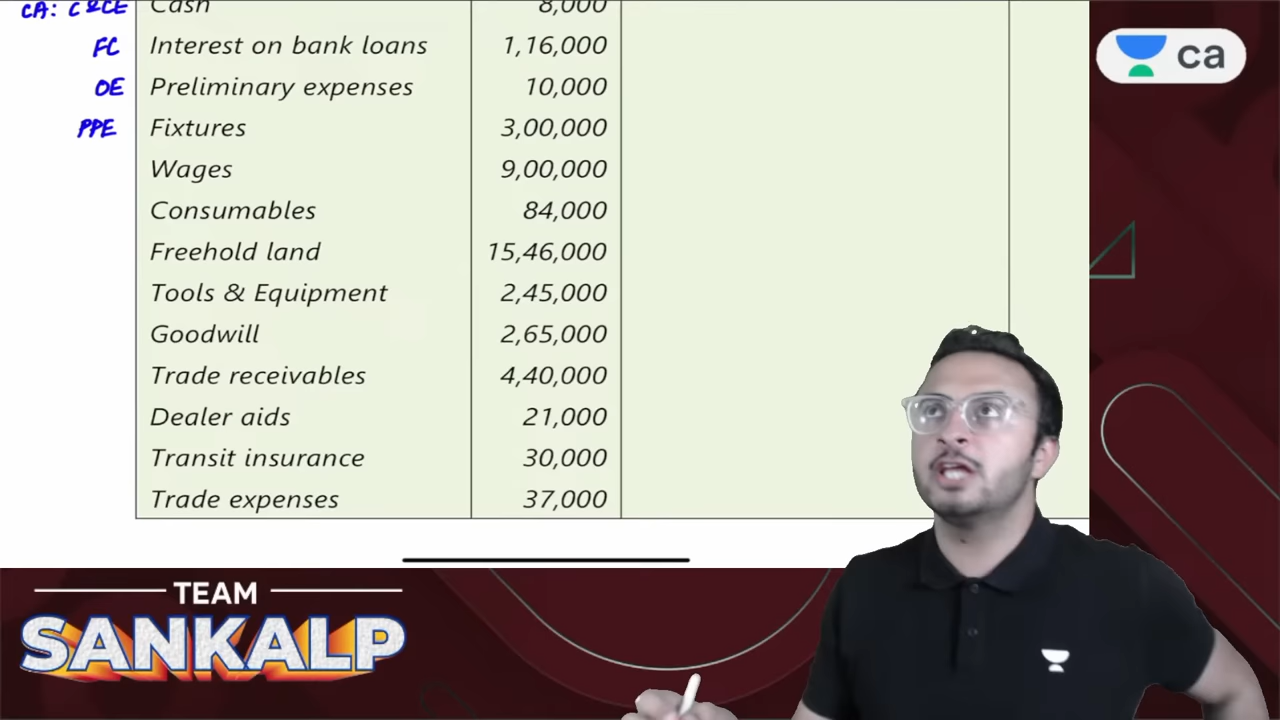 CA: C&CE Cash 8,000
FC Interest on bank loans 1,16,000
OE Preliminary expenses 10,000
PPE Fixtures 3,00,000
Wages 9,00,000
Consumables 84,000
Freehold land 15,46,000
Tools & Equipment 2,45,000
Goodwill 2,65,000
Trade receivables 4,40,000
Dealer aids 21,000
Transit insurance 30,000
Trade expenses 37,000
ca
TEAM
SANKALP